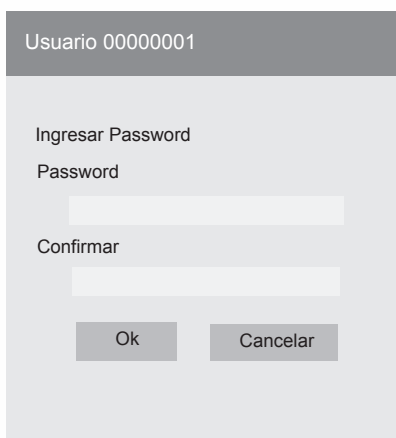 Usuario 00000001
Ingresar Password
Password
Confirmar
Ok Cancelar